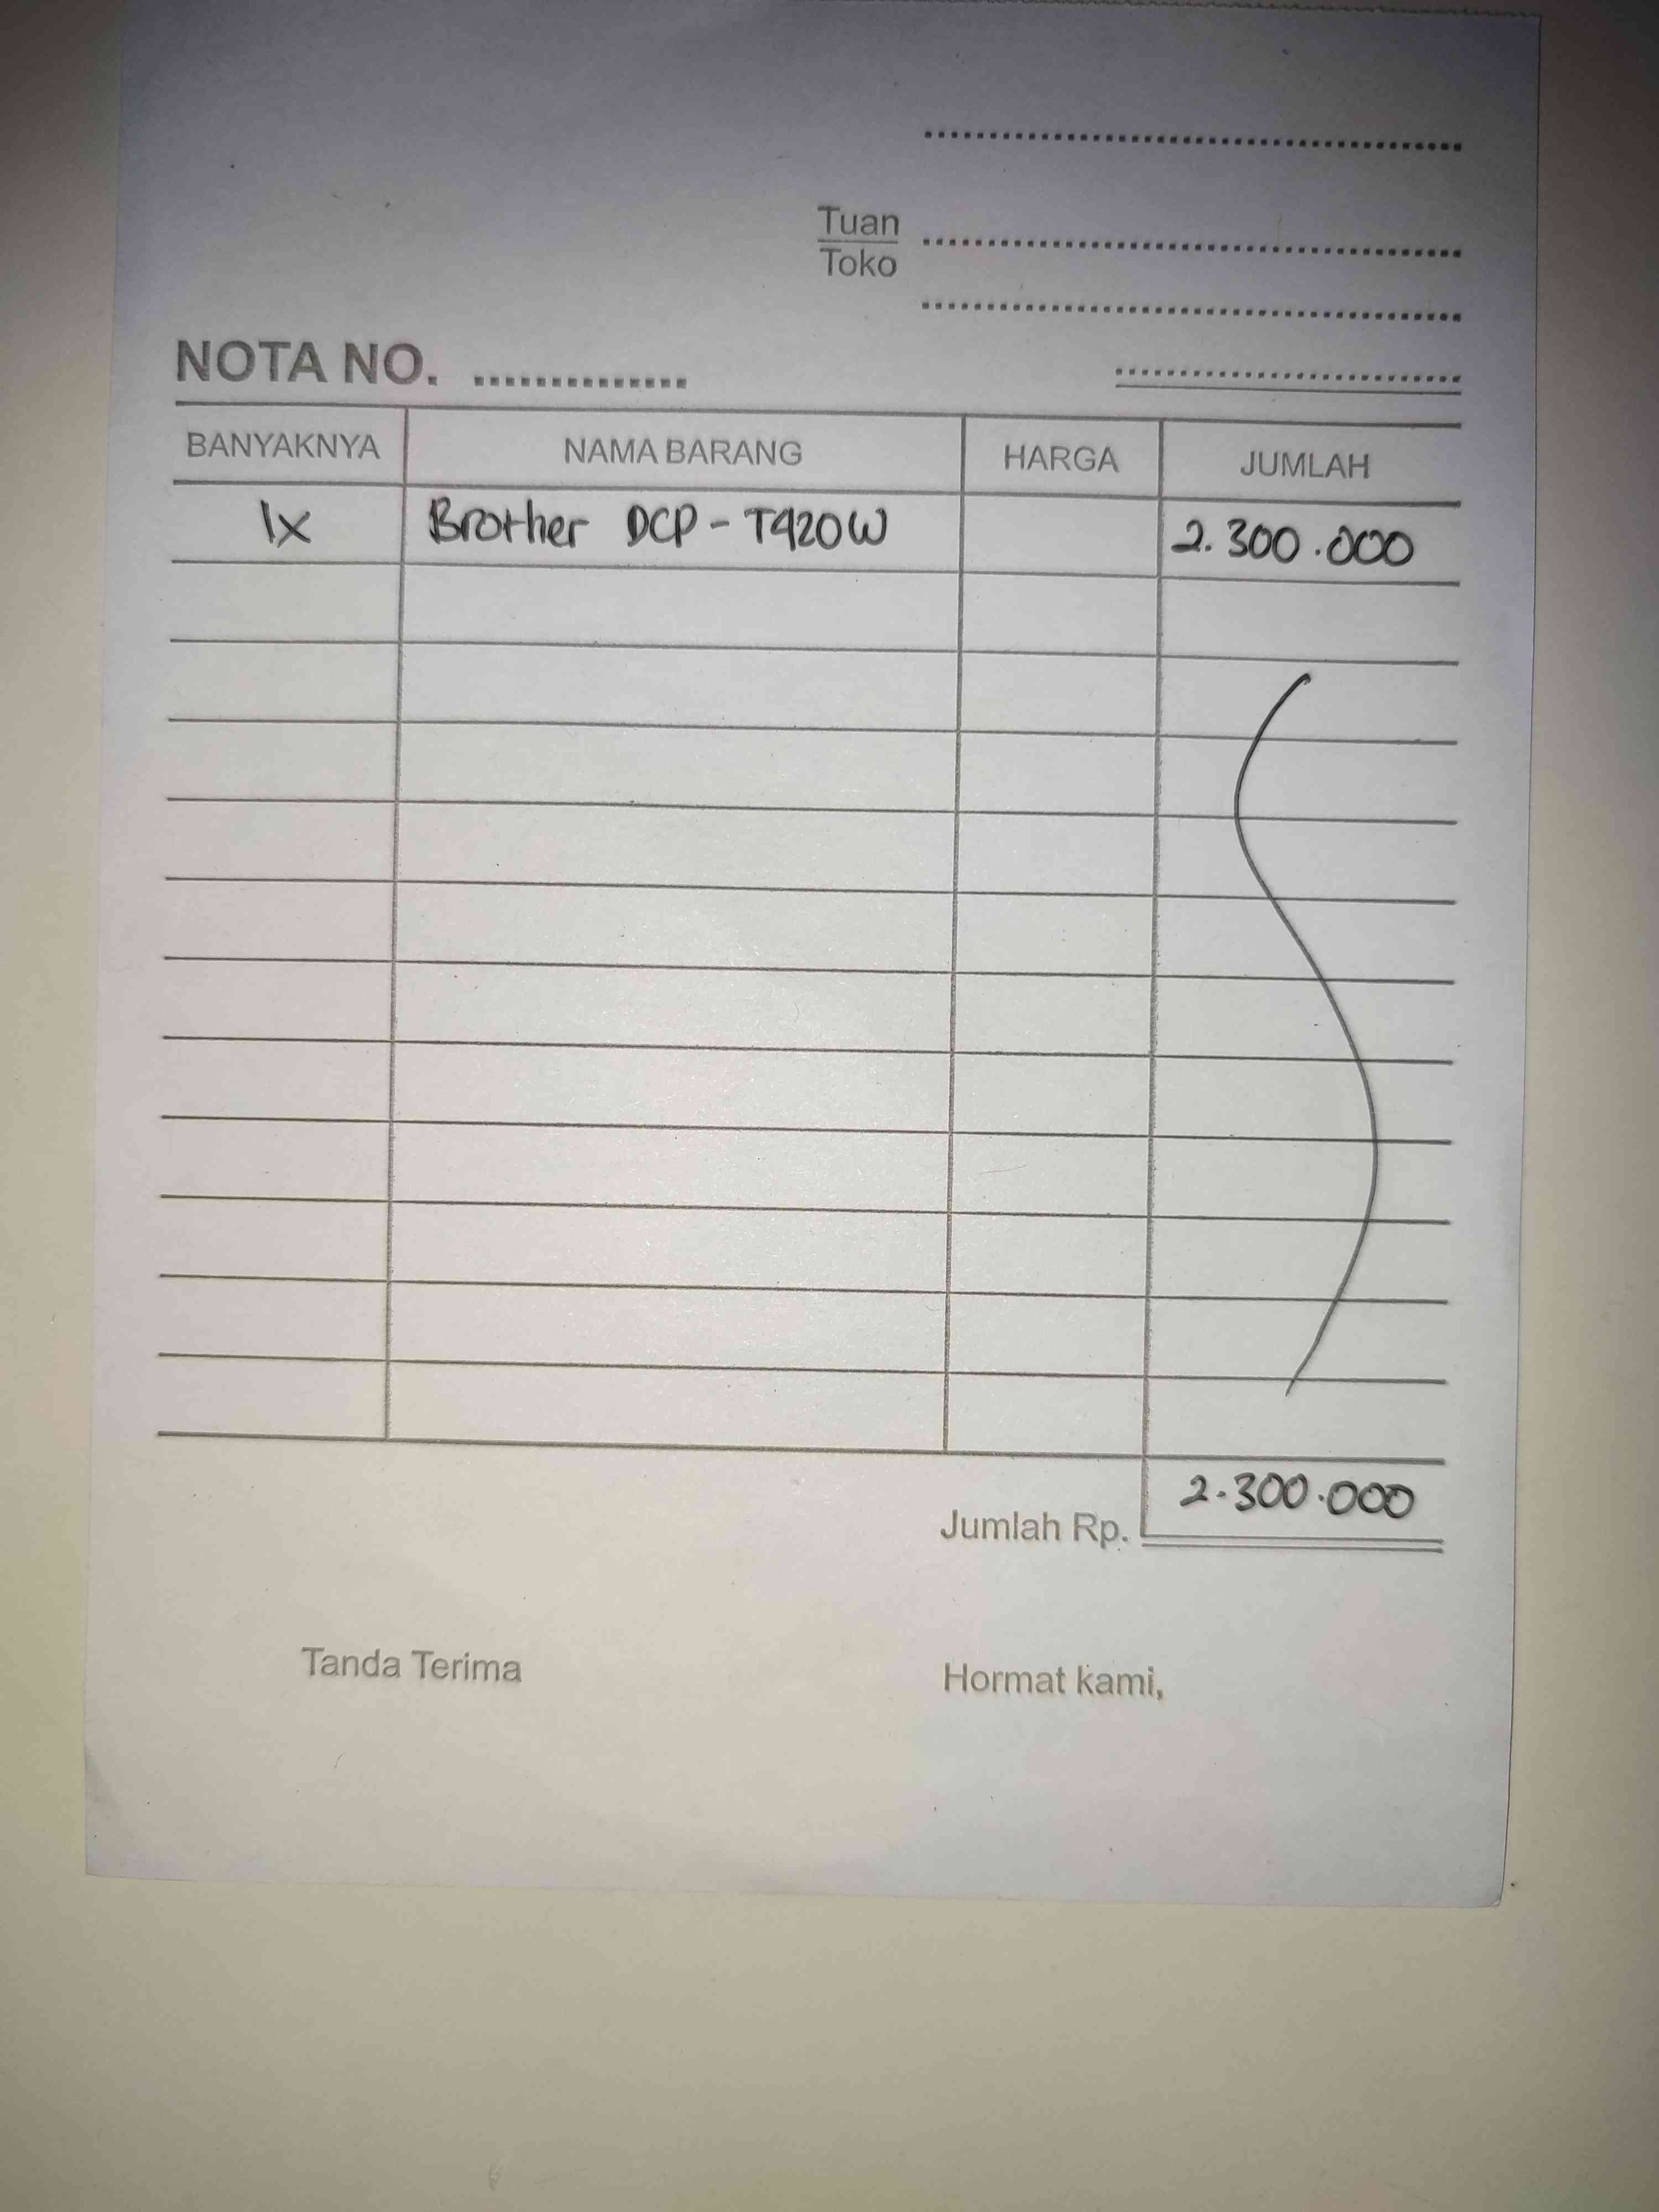 Tuan
Toko
NOTA NO.
BANYAKNYA NAMA BARANG HARGA JUMLAH
1x Brother DCP - T920W 2.300.000
Jumlah Rp. 2.300.000
Tanda Terima Hormat kami,